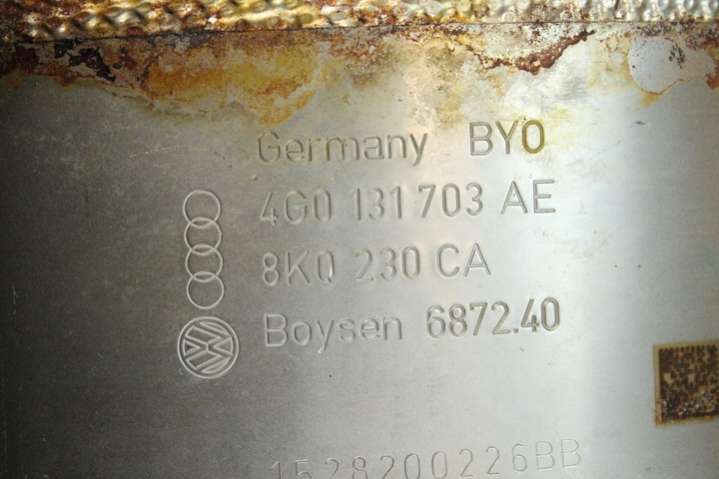 Germany BYO
4G0 131 703 AE
8K0 230 CA
Boysen 6872.40
1528200226BB